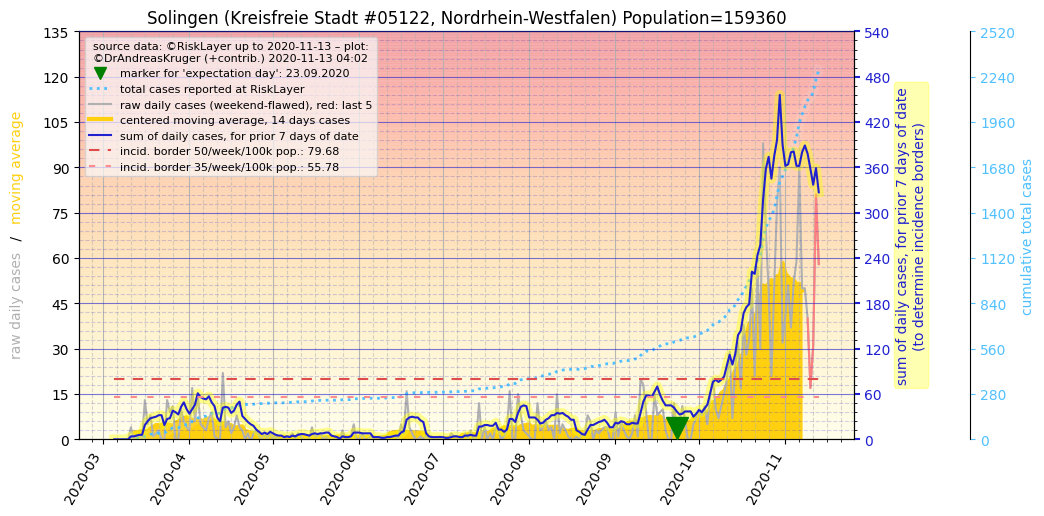 Solingen (Kreisfreie Stadt #05122, Nordrhein-Westfalen) Population=159360
source data: ©RiskLayer up to 2020-11-13 – plot:
©DrAndreasKruger (+contrib.) 2020-11-13 04:02
marker for 'expectation day': 23.09.2020
total cases reported at RiskLayer
raw daily cases (weekend-flawed), red: last 5
centered moving average, 14 days cases
sum of daily cases, for prior 7 days of date
incid. border 50/week/100k pop.: 79.68
incid. border 35/week/100k pop.: 55.78
raw daily cases / moving average
135
120
105
90
75
60
45
30
15
0
2020-03
2020-04
2020-05
2020-06
2020-07
2020-08
2020-09
2020-10
2020-11
540
480
420
360
300
240
180
120
60
0
sum of daily cases, for prior 7 days of date
(to determine incidence borders)
2520
2240
1960
1680
1400
1120
840
560
280
0
cumulative total cases